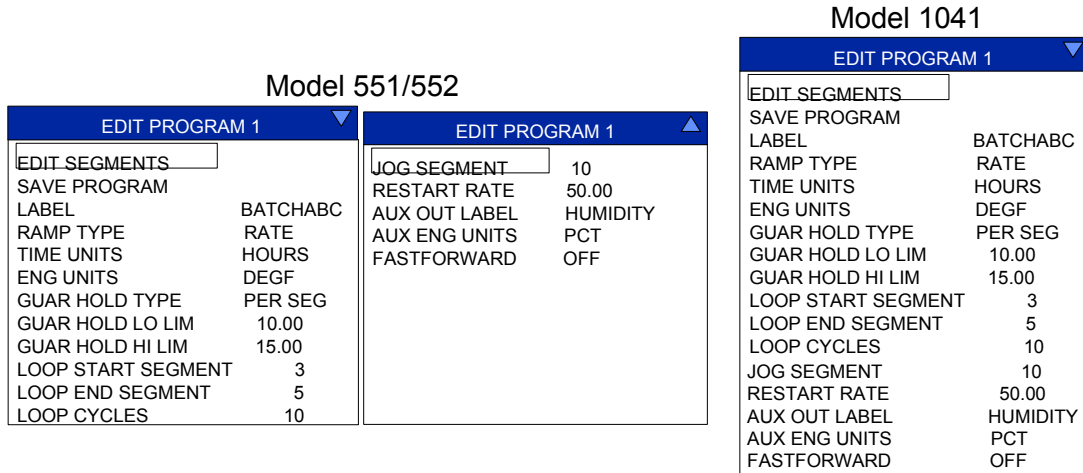 Model 551/552
EDIT PROGRAM 1
EDIT SEGMENTS
SAVE PROGRAM
LABEL BATCHABC
RAMP TYPE RATE
TIME UNITS HOURS
ENG UNITS DEGF
GUAR HOLD TYPE PER SEG
GUAR HOLD LO LIM 10.00
GUAR HOLD HI LIM 15.00
LOOP START SEGMENT 3
LOOP END SEGMENT 5
LOOP CYCLES 10
EDIT PROGRAM 1
JOG SEGMENT 10
RESTART RATE 50.00
AUX OUT LABEL HUMIDITY
AUX ENG UNITS PCT
FASTFORWARD OFF
Model 1041
EDIT PROGRAM 1
EDIT SEGMENTS
SAVE PROGRAM
LABEL BATCHABC
RAMP TYPE RATE
TIME UNITS HOURS
ENG UNITS DEGF
GUAR HOLD TYPE PER SEG
GUAR HOLD LO LIM 10.00
GUAR HOLD HI LIM 15.00
LOOP START SEGMENT 3
LOOP END SEGMENT 5
LOOP CYCLES 10
JOG SEGMENT 10
RESTART RATE 50.00
AUX OUT LABEL HUMIDITY
AUX ENG UNITS PCT
FASTFORWARD OFF